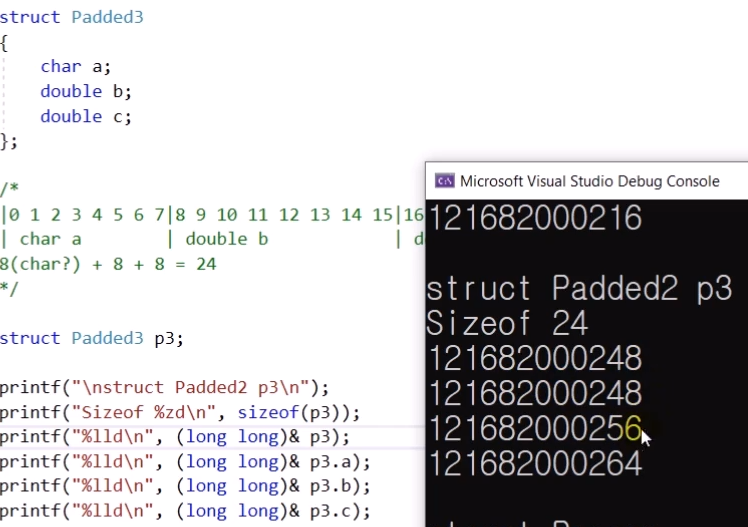 struct Padded3
{
char a;
double b;
double c;
};
/*
|0 1 2 3 4 5 6 7|8 9 10 11 12 13 14 15|16
| char a | double b | d
8(char?) + 8 + 8 = 24
*/
struct Padded3 p3;
printf("\nstruct Padded2 p3\n");
printf("Sizeof %zd\n", sizeof(p3));
printf("%lld\n", (long long)& p3);
printf("%lld\n", (long long)& p3.a);
printf("%lld\n", (long long)& p3.b);
printf("%lld\n", (long long)& p3.c);
Microsoft Visual Studio Debug Console
121682000216
struct Padded2 p3
Sizeof 24
121682000248
121682000248
121682000256
121682000264